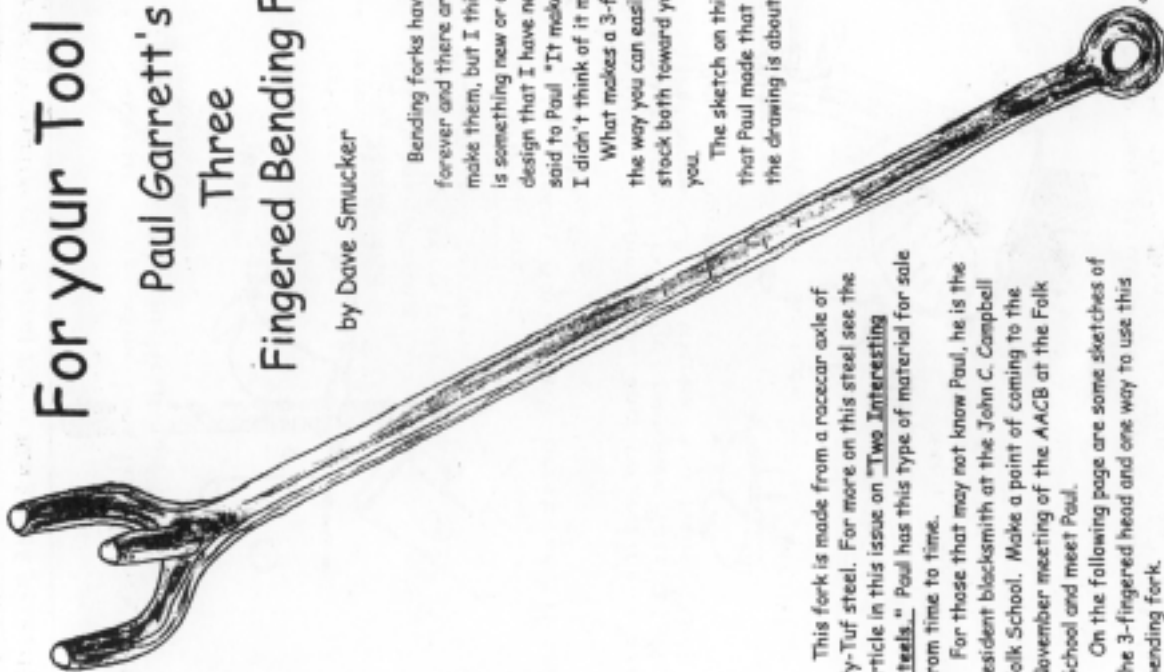 For your Tool
Paul Garrett's
Three
Fingered Bending F
by Dave Smucker
Bending forks hav
forever and there ar
make them, but I thi
is something new or
design that I have ne
said to Paul "It make
I didn't think of it m
What makes a 3-f
the way you can easi
stock both toward y
you.
The sketch on thi
that Paul made that
the drawing is about
This fork is made from a racecar axle of
y-Tuf steel. For more on this steel see the
rticle in this issue on "Two Interesting
teels." Paul has this type of material for sale
rom time to time.
For those that may not know Paul, he is the
esident blacksmith at the John C. Campbell
lk School. Make a point of coming to the
ovember meeting of the AACB at the Folk
chool and meet Paul.
On the following page are some sketches of
he 3-fingered head and one way to use this
ending fork.